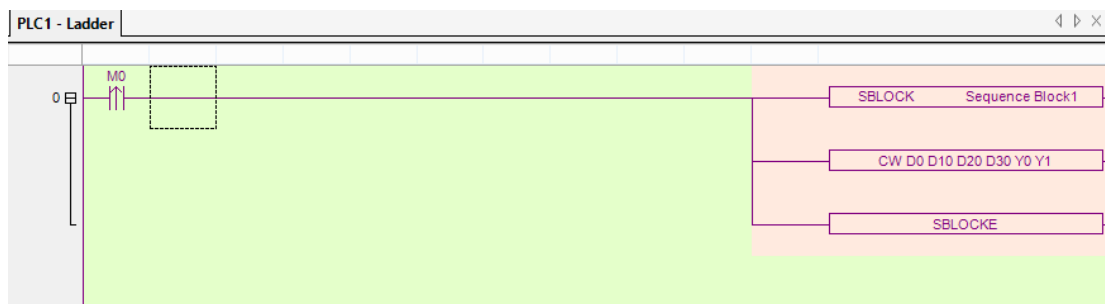 PLC1 - Ladder
M0
0
SBLOCK Sequence Block1
CW D0 D10 D20 D30 Y0 Y1
SBLOCKE